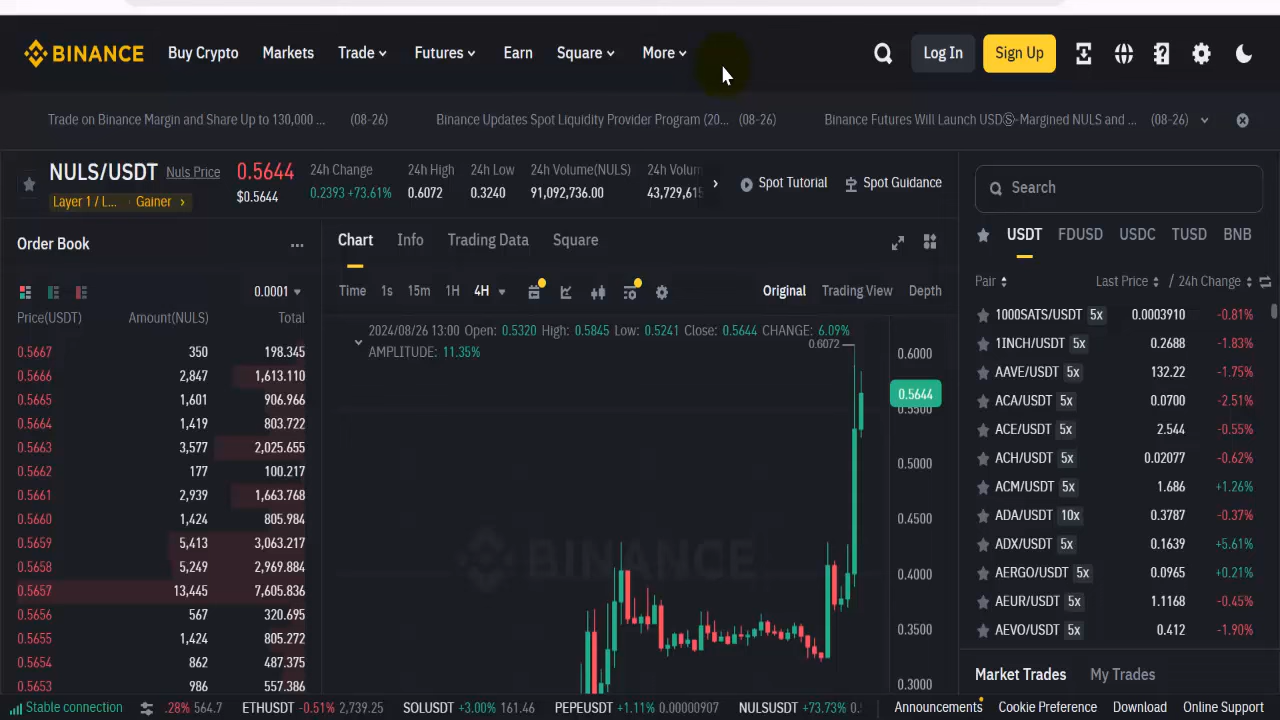 BINANCE Buy Crypto Markets Trade Futures Earn Square More Log In Sign Up
Trade on Binance Margin and Share Up to 130,000 ... (08-26) Binance Updates Spot Liquidity Provider Program (20... (08-26) Binance Futures Will Launch USDⓈ-Margined NULS and ... (08-26)
NULS/USDT Nuls Price 0.5644 24h Change 24h High 24h Low 24h Volume(NULS) 24h Volum Spot Tutorial Spot Guidance
Layer 1 / L... Gainer $0.5644 0.2393 +73.61% 0.6072 0.3240 91,092,736.00 43,729,615
Search
Order Book ... Chart Info Trading Data Square
USDT FDUSD USDC TUSD BNB
0.0001 Time 1s 15m 1H 4H Original Trading View Depth
Pair Last Price / 24h Change
Price(USDT) Amount(NULS) Total
2024/08/26 13:00 Open: 0.5320 High: 0.5845 Low: 0.5241 Close: 0.5644 CHANGE: 6.09%
AMPLITUDE: 11.35%
0.6072
0.6000
0.5644
0.5500
0.5000
0.4500
0.4000
0.3500
0.3000
BINANCE
0.5667 350 198.345
0.5666 2,847 1,613.110
0.5665 1,601 906.966
0.5664 1,419 803.722
0.5663 3,577 2,025.655
0.5662 177 100.217
0.5661 2,939 1,663.768
0.5660 1,424 805.984
0.5659 5,413 3,063.217
0.5658 5,249 2,969.884
0.5657 13,445 7,605.836
0.5656 567 320.695
0.5655 1,424 805.272
0.5654 862 487.375
0.5653 986 557.386
1000SATS/USDT 5x 0.0003910 -0.81%
1INCH/USDT 5x 0.2688 -1.83%
AAVE/USDT 5x 132.22 -1.75%
ACA/USDT 5x 0.0700 -2.51%
ACE/USDT 5x 2.544 -0.55%
ACH/USDT 5x 0.02077 -0.62%
ACM/USDT 5x 1.686 +1.26%
ADA/USDT 10x 0.3787 -0.37%
ADX/USDT 5x 0.1639 +5.61%
AERGO/USDT 5x 0.0965 +0.21%
AEUR/USDT 5x 1.1168 -0.45%
AEVO/USDT 5x 0.412 -1.90%
Market Trades My Trades
Stable connection .28% 564.7 ETHUSDT -0.51% 2,739.25 SOLUSDT +3.00% 161.46 PEPEUSDT +1.11% 0.00000907 NULSUSDT +73.73% 0. Announcements Cookie Preference Download Online Support